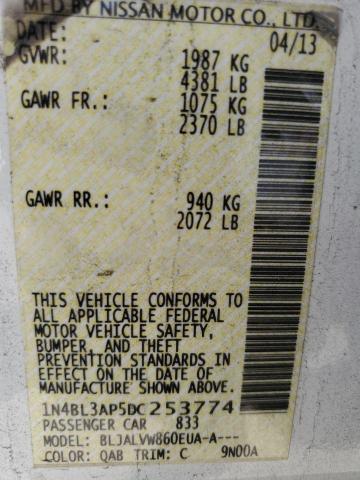 MFD BY NISSAN MOTOR CO., LTD.
DATE: 04/13
GVWR: 1987 KG
4381 LB
GAWR FR.: 1075 KG
2370 LB
GAWR RR.: 940 KG
2072 LB
THIS VEHICLE CONFORMS TO
ALL APPLICABLE FEDERAL
MOTOR VEHICLE SAFETY,
BUMPER, AND THEFT
PREVENTION STANDARDS
IN EFFECT ON THE DATE OF
MANUFACTURE SHOWN ABOVE.
1N4BL3AP5DC253774
PASSENGER CAR 833
MODEL: BLJALVW860EUA-A---
COLOR: QAB TRIM: C 9N00A